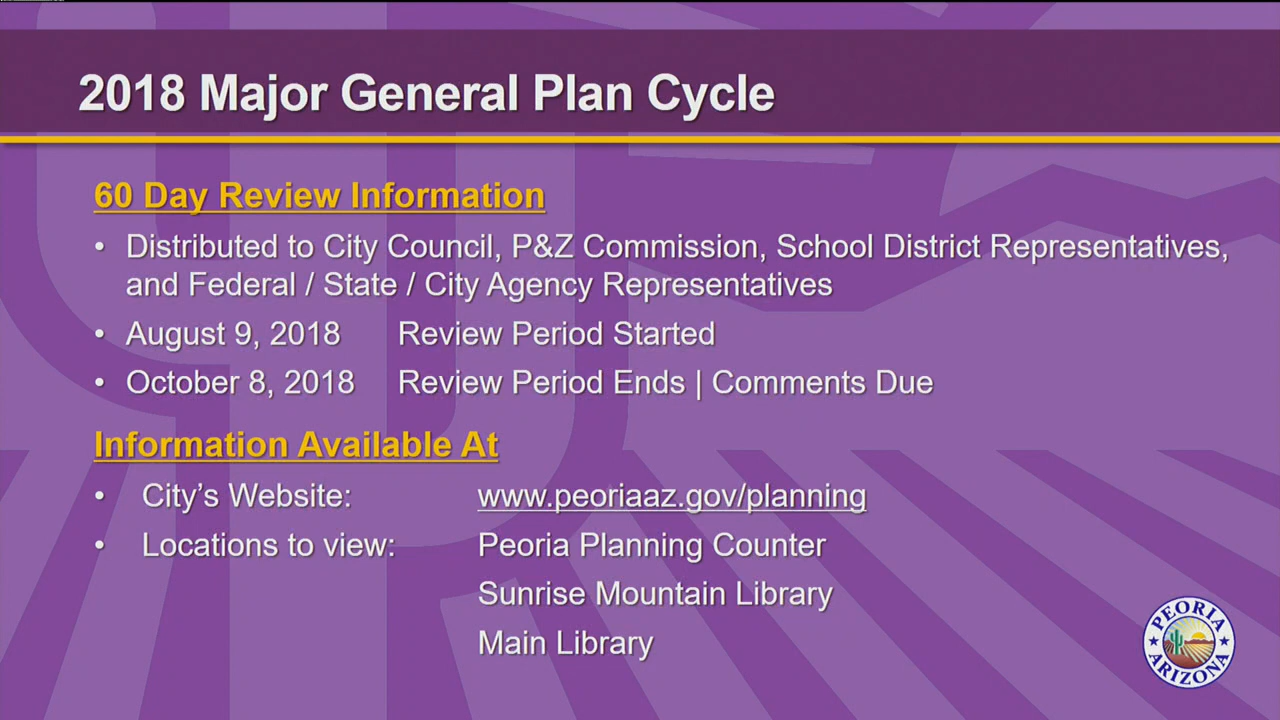 2018 Major General Plan Cycle
60 Day Review Information
• Distributed to City Council, P&Z Commission, School District Representatives,
and Federal / State / City Agency Representatives
• August 9, 2018 Review Period Started
• October 8, 2018 Review Period Ends | Comments Due
Information Available At
• City’s Website: www.peoriaaz.gov/planning
• Locations to view: Peoria Planning Counter
Sunrise Mountain Library
Main Library
PEORIA
ARIZONA